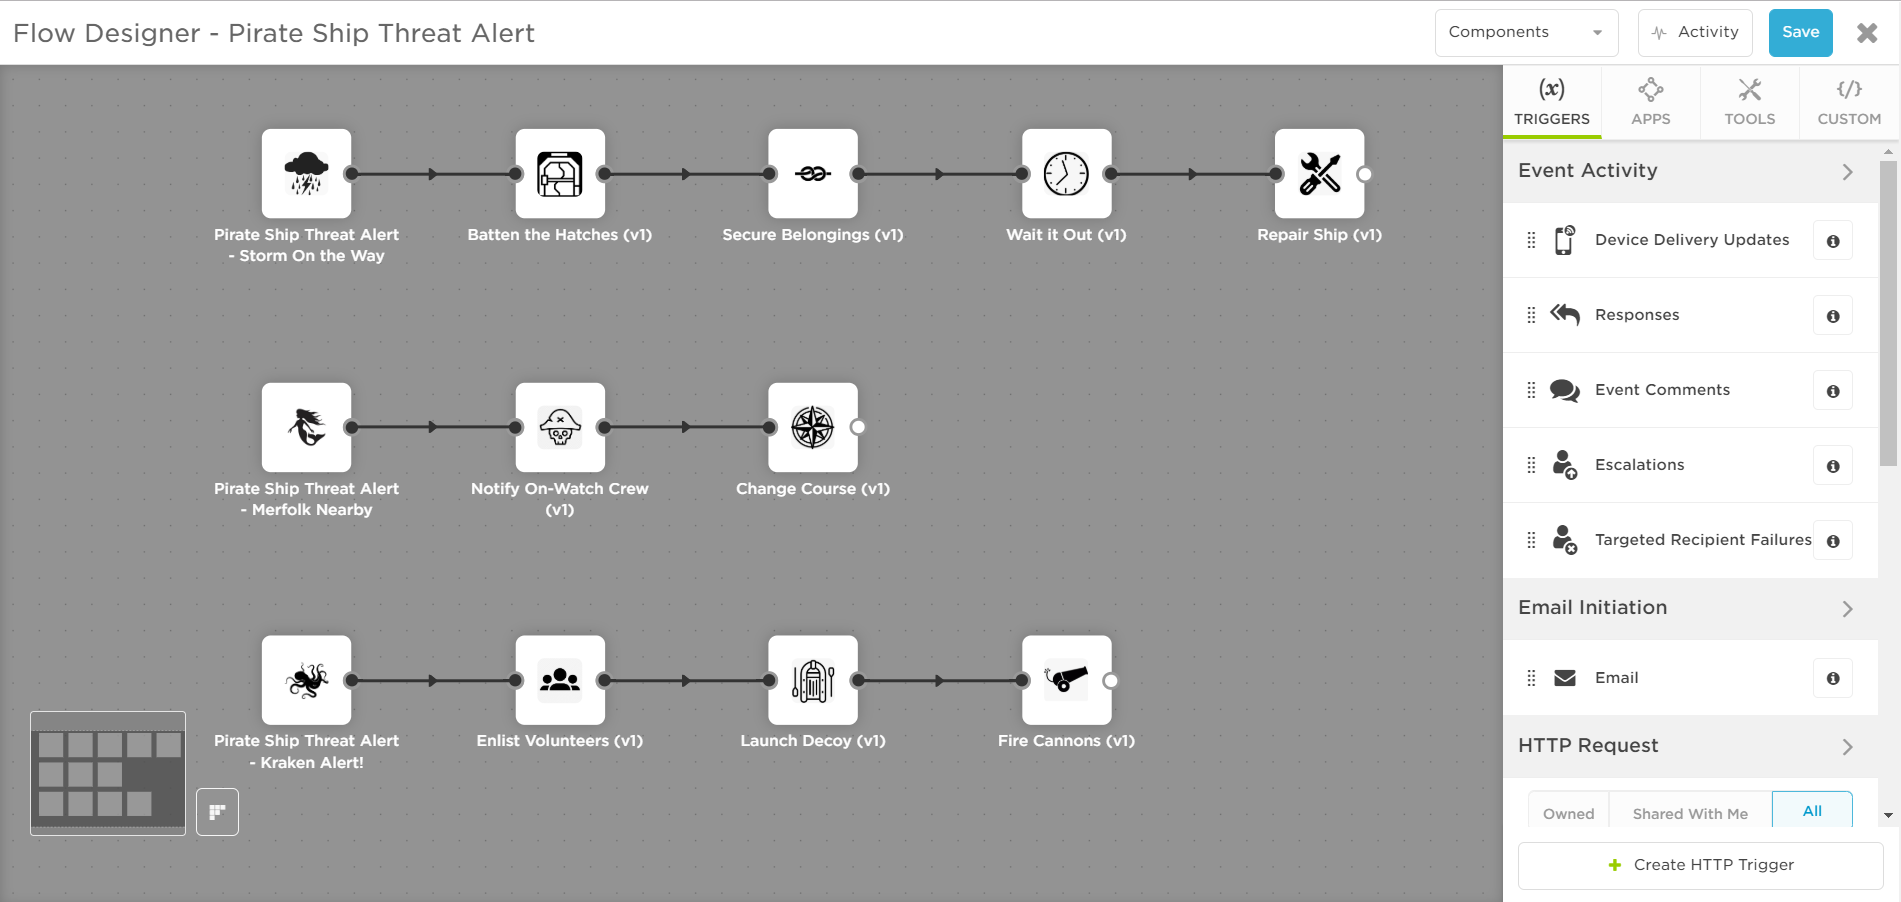 Flow Designer - Pirate Ship Threat Alert
Components
Activity
Save
(x)
TRIGGERS
APPS
TOOLS
{/}
CUSTOM
Pirate Ship Threat Alert
- Storm On the Way
Batten the Hatches (v1)
Secure Belongings (v1)
Wait it Out (v1)
Repair Ship (v1)
Pirate Ship Threat Alert
- Merfolk Nearby
Notify On-Watch Crew
(v1)
Change Course (v1)
Pirate Ship Threat Alert
- Kraken Alert!
Enlist Volunteers (v1)
Launch Decoy (v1)
Fire Cannons (v1)
Event Activity
Device Delivery Updates
Responses
Event Comments
Escalations
Targeted Recipient Failures
Email Initiation
Email
HTTP Request
Owned
Shared With Me
All
+ Create HTTP Trigger